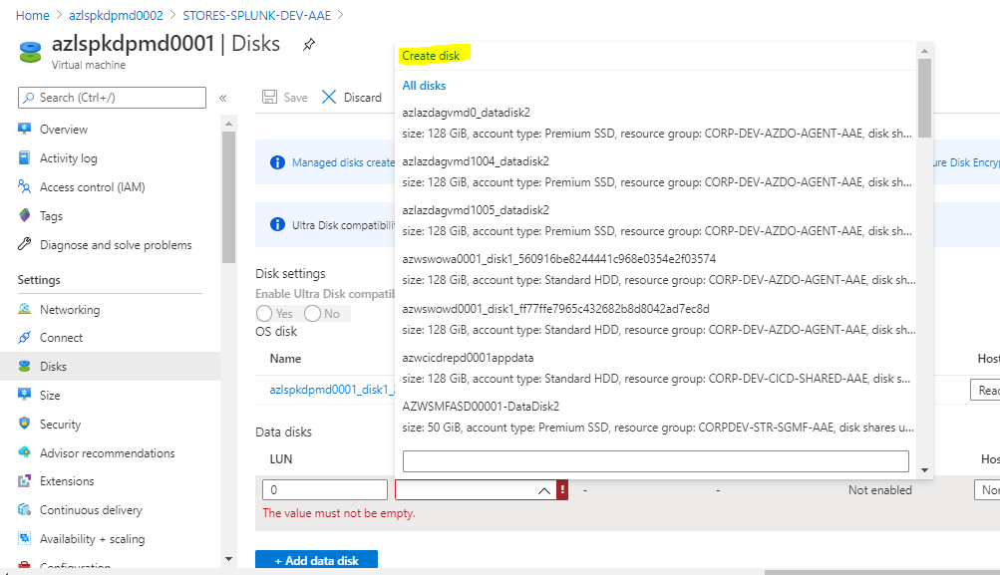 Home > azlspkdpmd0002 > STORES-SPLUNK-DEV-AAE >
azlspkdpmd0001 | Disks
Virtual machine
Search (Ctrl+/)
«
Overview
Activity log
Access control (IAM)
Tags
Diagnose and solve problems
Settings
Networking
Connect
Disks
Size
Security
Advisor recommendations
Extensions
Continuous delivery
Availability + scaling
Configuration
Save Discard
Managed disks create
ure Disk Encryp
Ultra Disk compatibili
Disk settings
Enable Ultra Disk compatib
Yes No
OS disk
Name
Host
azlspkdpmd0001_disk1_
Read
Data disks
LUN
Hos
0
! - - Not enabled
Nor
The value must not be empty.
+ Add data disk
Create disk
All disks
azlazdagvmd0_datadisk2
size: 128 GiB, account type: Premium SSD, resource group: CORP-DEV-AZDO-AGENT-AAE, disk sh...
azlazdagvmd1004_datadisk2
size: 128 GiB, account type: Premium SSD, resource group: CORP-DEV-AZDO-AGENT-AAE, disk sh...
azlazdagvmd1005_datadisk2
size: 128 GiB, account type: Premium SSD, resource group: CORP-DEV-AZDO-AGENT-AAE, disk sh...
azwswowa0001_disk1_560916be8244441c968e0354e2f03574
size: 128 GiB, account type: Standard HDD, resource group: CORP-DEV-AZDO-AGENT-AAE, disk sh...
azwswowd0001_disk1_ff77ffe7965c432682b8d8042ad7ec8d
size: 128 GiB, account type: Standard HDD, resource group: CORP-DEV-AZDO-AGENT-AAE, disk sh...
azwcicdrepd0001appdata
size: 128 GiB, account type: Standard HDD, resource group: CORP-DEV-CICD-SHARED-AAE, disk s...
AZWSMFASD00001-DataDisk2
size: 50 GiB, account type: Premium SSD, resource group: CORPDEV-STR-SGMF-AAE, disk shares u...